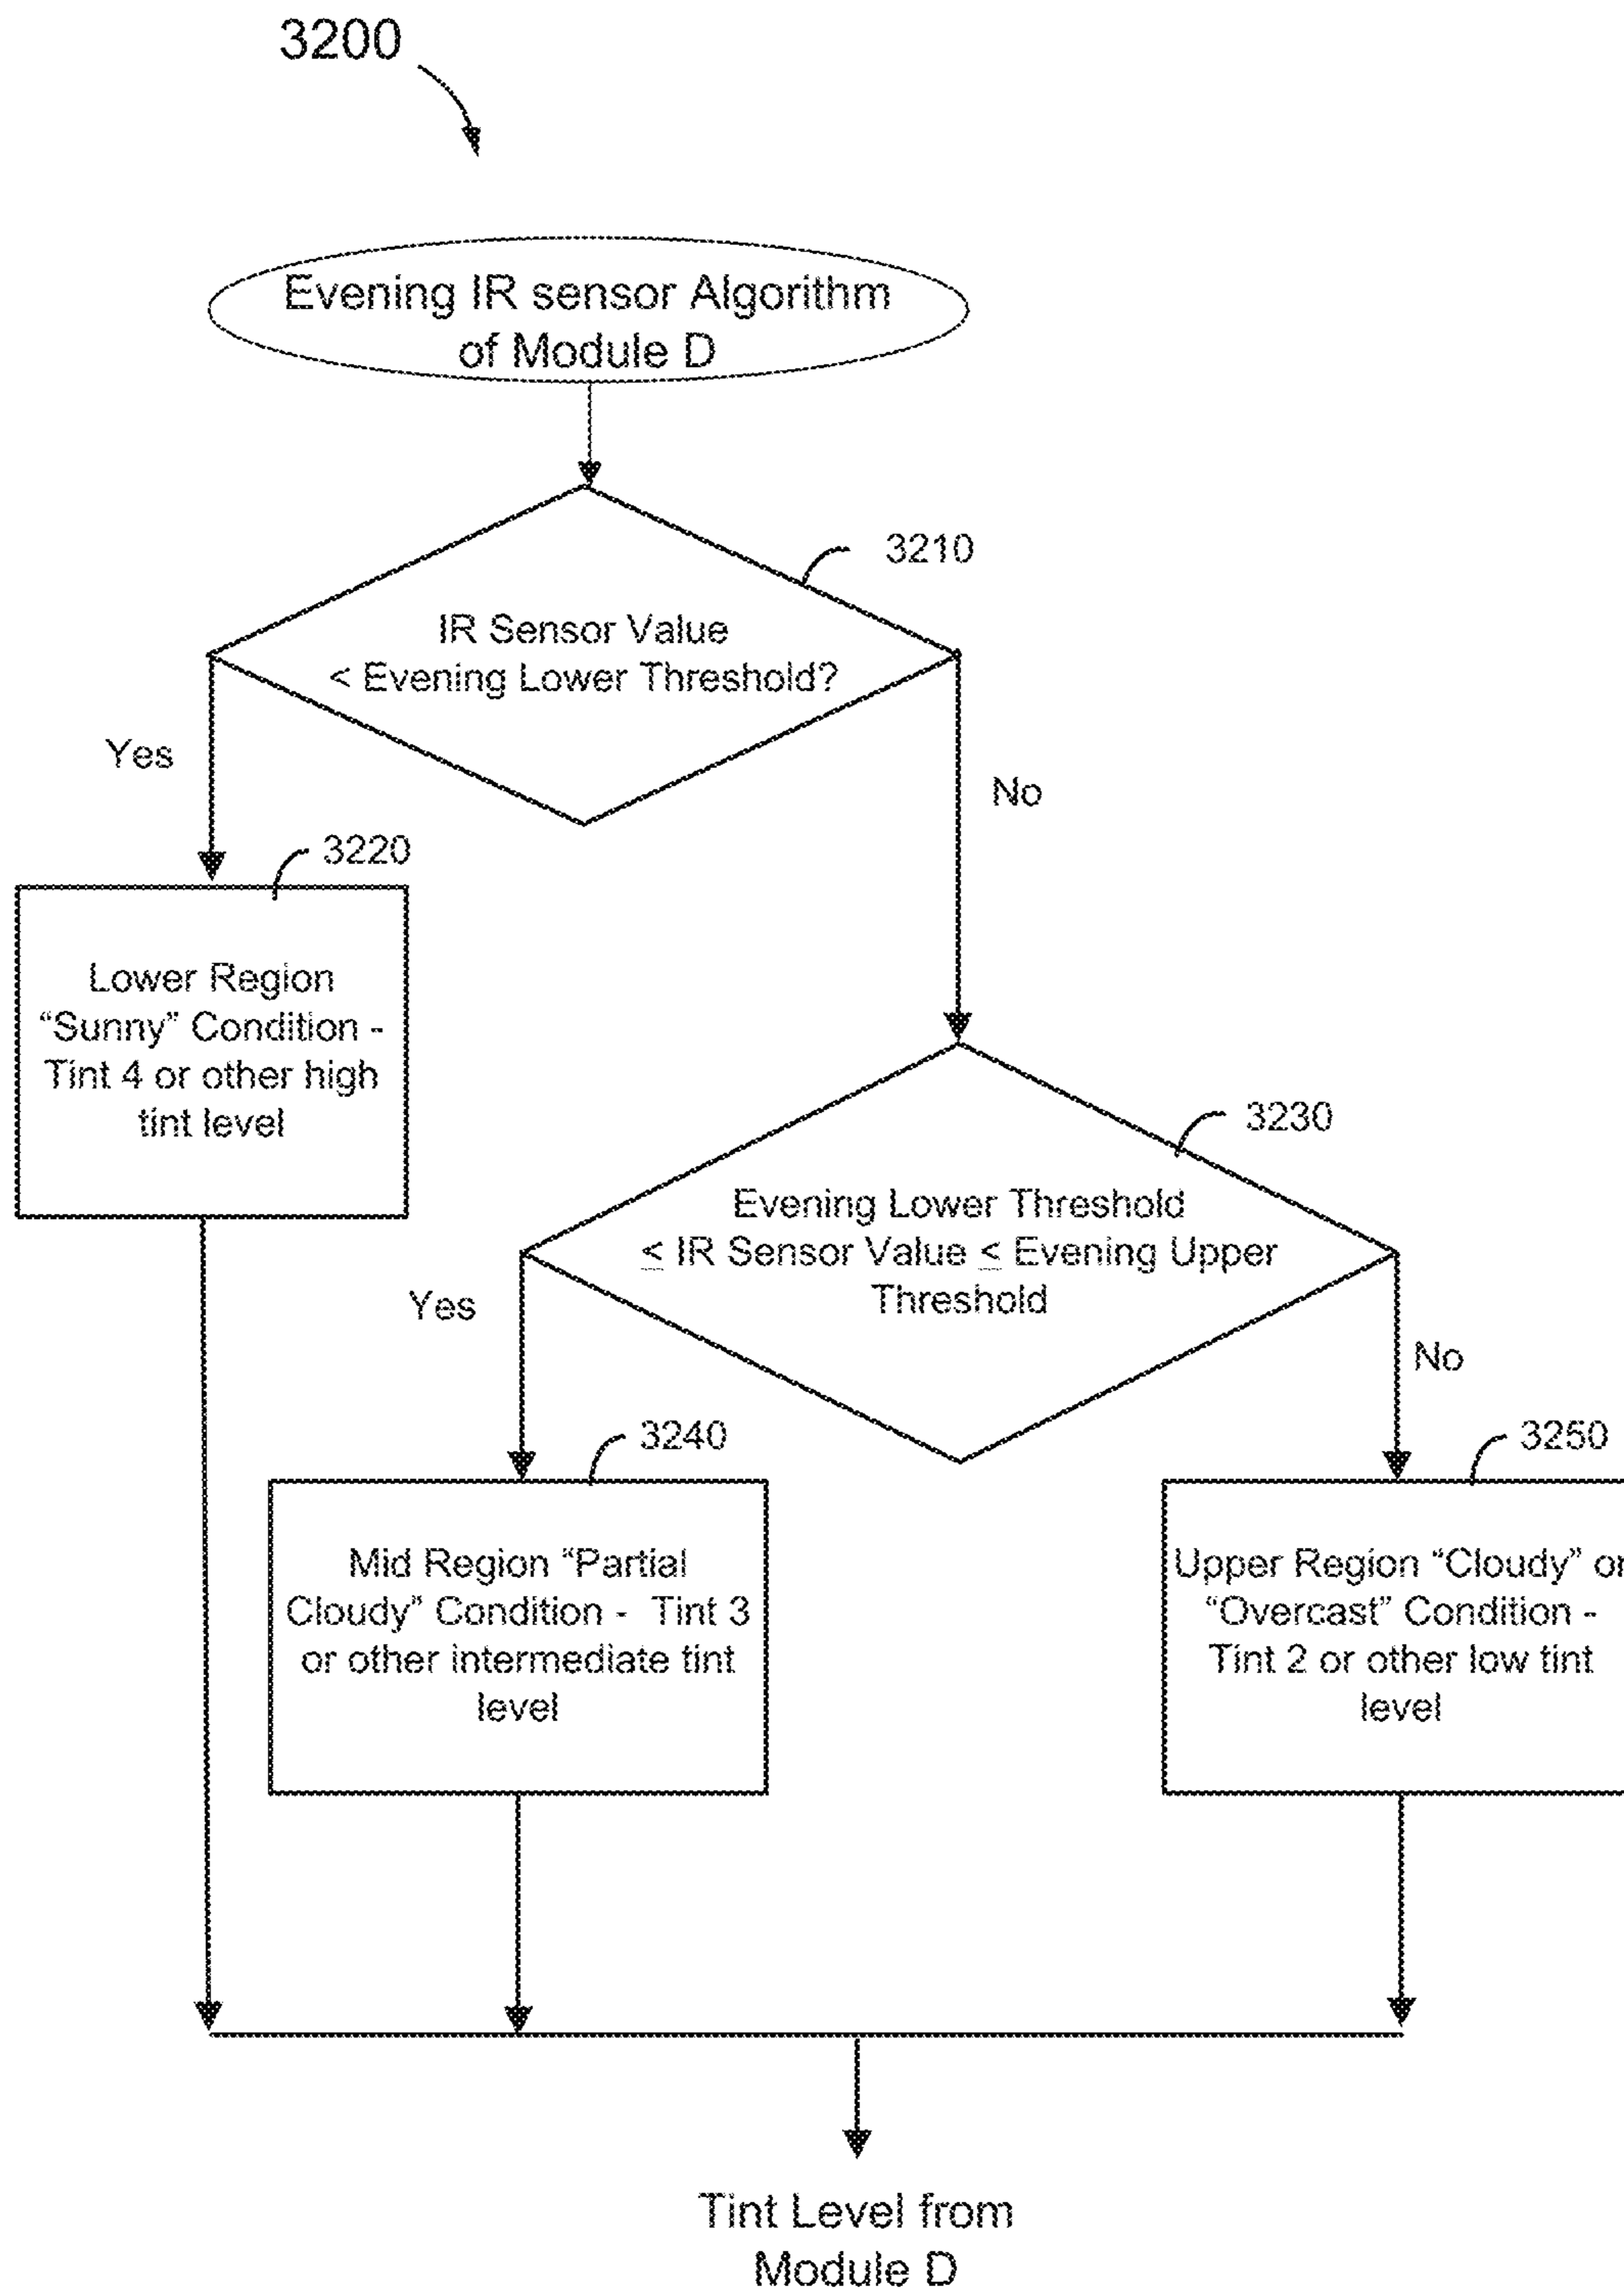 3200
Evening IR sensor Algorithm
of Module D
3210
IR Sensor Value
< Evening Lower Threshold?
Yes
No
3220
Lower Region
“Sunny” Condition -
Tint 4 or other high
tint level
3230
Evening Lower Threshold
≤ IR Sensor Value ≤ Evening Upper
Threshold
Yes
No
3240
Mid Region “Partial
Cloudy” Condition - Tint 3
or other intermediate tint
level
3250
Upper Region “Cloudy” or
“Overcast” Condition -
Tint 2 or other low tint
level
Tint Level from
Module D